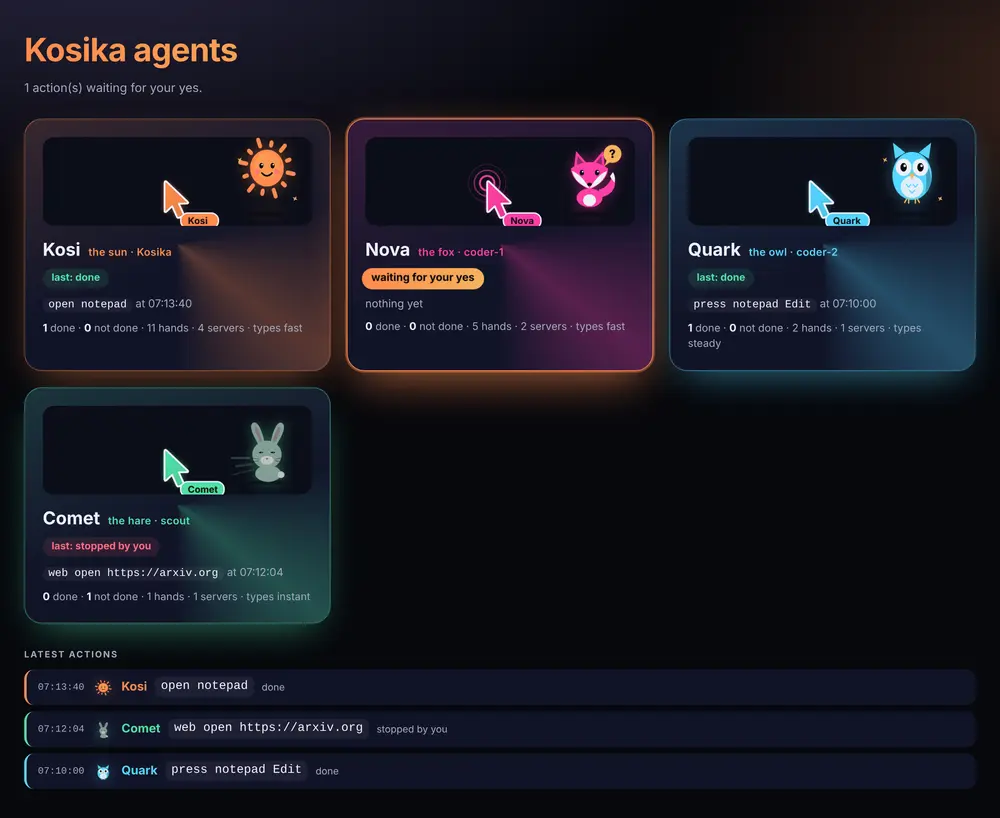 Kosika agents
1 action(s) waiting for your yes.
Kosi
Kosi the sun · Kosika
last: done
open notepad at 07:13:40
1 done · 0 not done · 11 hands · 4 servers · types fast
?
Nova
Nova the fox · coder-1
waiting for your yes
nothing yet
0 done · 0 not done · 5 hands · 2 servers · types fast
Quark
Quark the owl · coder-2
last: done
press notepad Edit at 07:10:00
1 done · 0 not done · 2 hands · 1 servers · types
steady
Comet
Comet the hare · scout
last: stopped by you
web open https://arxiv.org at 07:12:04
0 done · 1 not done · 1 hands · 1 servers · types instant
LATEST ACTIONS
07:13:40 Kosi open notepad done
07:12:04 Comet web open https://arxiv.org stopped by you
07:10:00 Quark press notepad Edit done